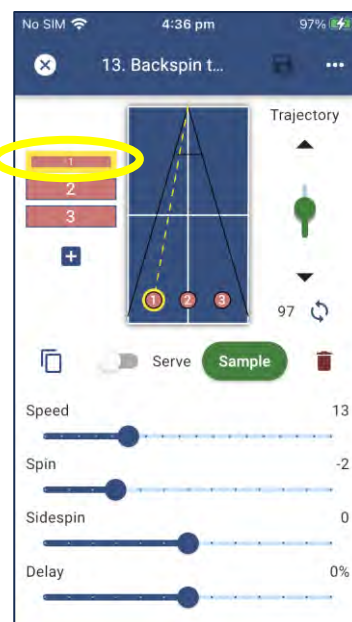 No SIM 4:36 pm 97%
13. Backspin t...
Trajectory
1
2
3
1 2 3
97
Serve Sample
Speed 13
Spin -2
Sidespin 0
Delay 0%